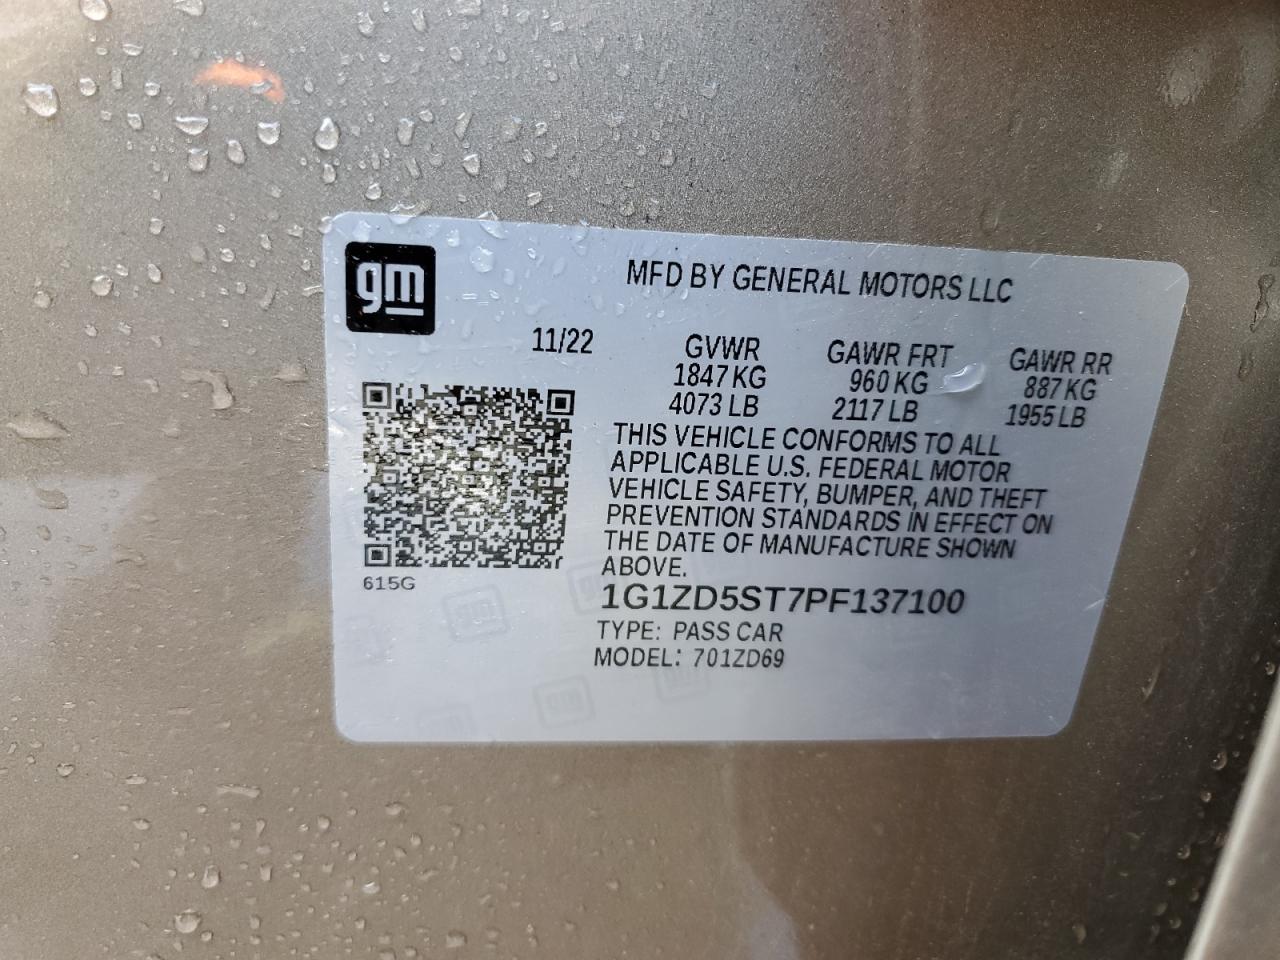 gm
MFD BY GENERAL MOTORS LLC
11/22 GVWR GAWR FRT GAWR RR
1847 KG 960 KG 887 KG
4073 LB 2117 LB 1955 LB
THIS VEHICLE CONFORMS TO ALL
APPLICABLE U.S. FEDERAL MOTOR
VEHICLE SAFETY, BUMPER, AND THEFT
PREVENTION STANDARDS IN EFFECT ON
THE DATE OF MANUFACTURE SHOWN
ABOVE.
615G
1G1ZD5ST7PF137100
TYPE: PASS CAR
MODEL: 701ZD69